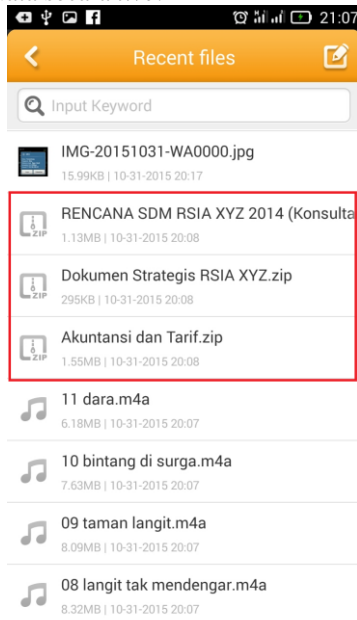 21:07
Recent files
Input Keyword
IMG-20151031-WA0000.jpg
15.99KB | 10-31-2015 20:17
RENCANA SDM RSIA XYZ 2014 (Konsulta
1.13MB | 10-31-2015 20:08
Dokumen Strategis RSIA XYZ.zip
295KB | 10-31-2015 20:08
Akuntansi dan Tarif.zip
1.55MB | 10-31-2015 20:08
11 dara.m4a
6.18MB | 10-31-2015 20:07
10 bintang di surga.m4a
7.63MB | 10-31-2015 20:07
09 taman langit.m4a
8.09MB | 10-31-2015 20:07
08 langit tak mendengar.m4a
8.32MB | 10-31-2015 20:07
ZIP
ZIP
ZIP